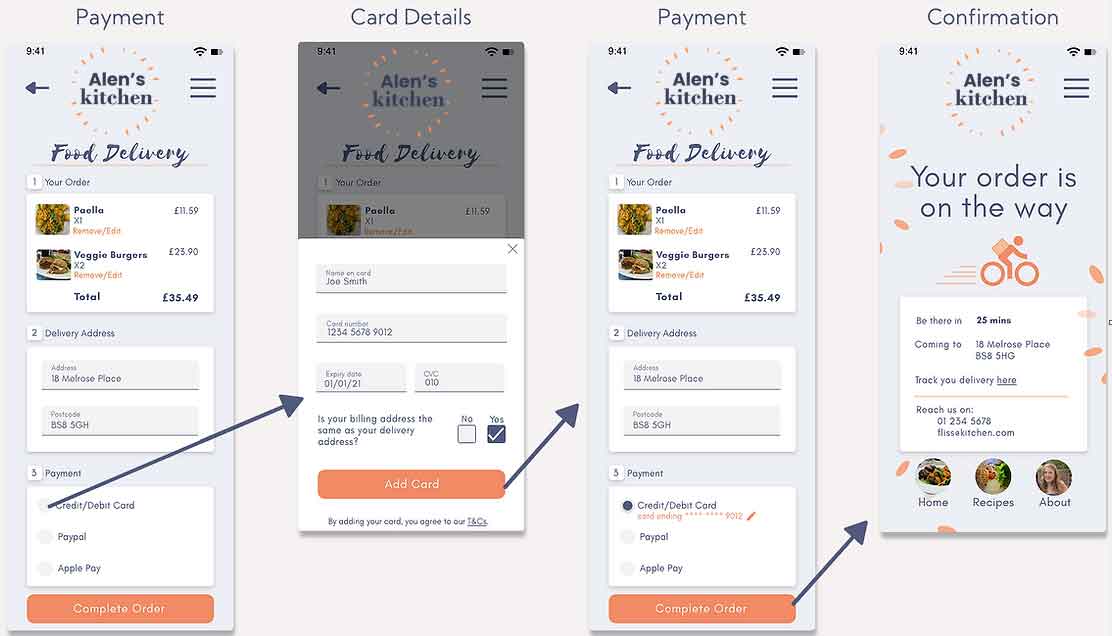 Payment
9:41
Alen's
kitchen
Food Delivery
1 Your Order
Paella £11.59
X1
Remove/Edit
Veggie Burgers £23.90
X2
Remove/Edit
Total £35.49
2 Delivery Address
Address
18 Melrose Place
Postcode
BS8 5GH
3 Payment
Credit/Debit Card
Paypal
Apple Pay
Complete Order
Card Details
9:41
Alen's
kitchen
Food Delivery
1 Your Order
Paella £11.59
X1
Remove/Edit
Name on card
Joe Smith
Card number
1234 5678 9012
Expiry date CVC
01/01/21 010
Is your billing address the No Yes
same as your delivery
address?
Add Card
By adding your card, you agree to our T&Cs.
Payment
9:41
Alen's
kitchen
Food Delivery
1 Your Order
Paella £11.59
X1
Remove/Edit
Veggie Burgers £23.90
X2
Remove/Edit
Total £35.49
2 Delivery Address
Address
18 Melrose Place
Postcode
BS8 5GH
3 Payment
Credit/Debit Card
card ending **** **** 9012
Paypal
Apple Pay
Complete Order
Confirmation
9:41
Alen's
kitchen
Your order is
on the way
Be there in 25 mins
Coming to 18 Melrose Place
BS8 5HG
Track you delivery here
Reach us on:
01 234 5678
flissekitchen.com
Home Recipes About